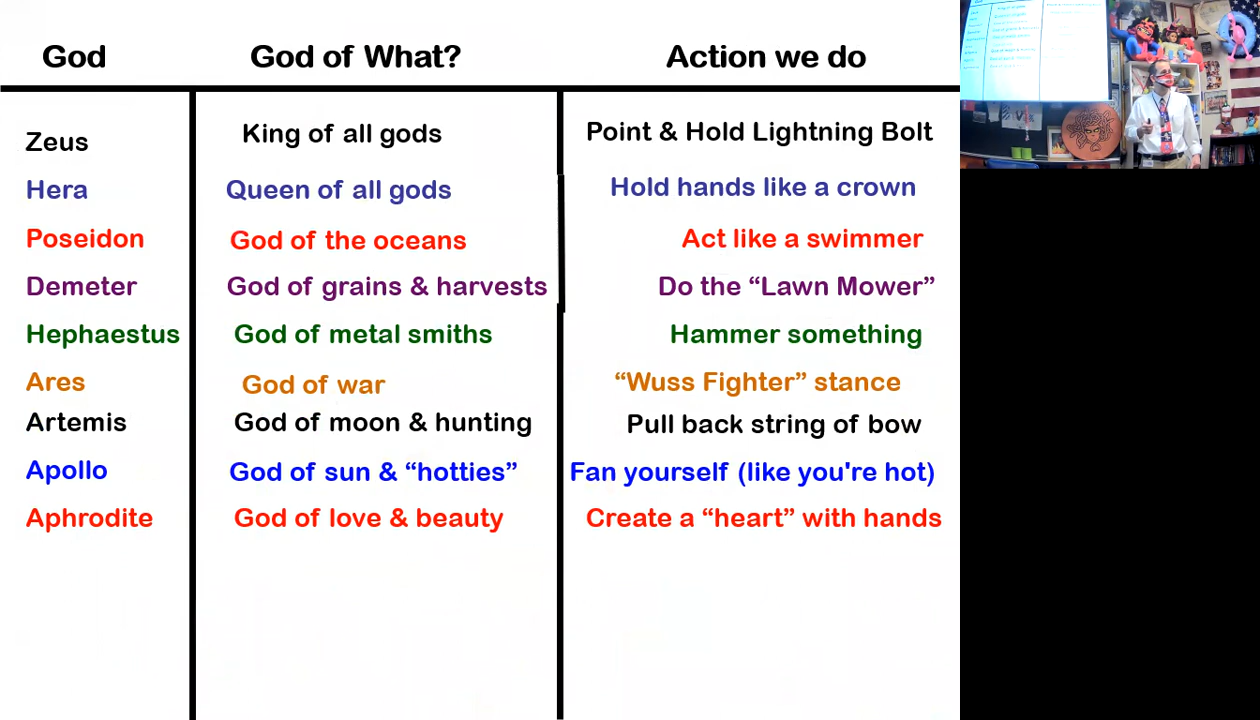 God God of What? Action we do
Zeus King of all gods Point & Hold Lightning Bolt
Hera Queen of all gods Hold hands like a crown
Poseidon God of the oceans Act like a swimmer
Demeter God of grains & harvests Do the “Lawn Mower”
Hephaestus God of metal smiths Hammer something
Ares God of war “Wuss Fighter” stance
Artemis God of moon & hunting Pull back string of bow
Apollo God of sun & “hotties” Fan yourself (like you're hot)
Aphrodite God of love & beauty Create a “heart” with hands